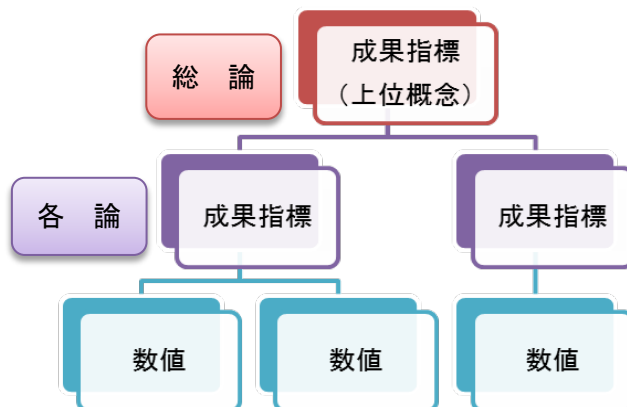 総　論
成果指標
（上位概念）
各　論
成果指標
成果指標
数値
数値
数値